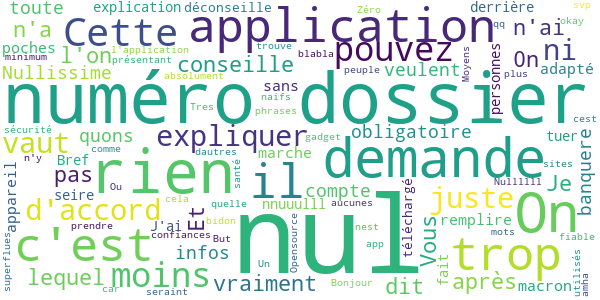 toute explication déconseille Zéro derrière svp
n'a Cette application qq n'ai okay
poches l'on l'application trouve pouvez On ni
minimum présentant conseille blabla veulent Moyens personnes adapté
Nullissime absolument sans peuple plus
numéro dossier
Tres naifs phrases
sécurité vaut quons expliquer gadget obligatoire tuer cest
n'y comme dautres marche demande
Bref rien santé il aucunes sites
appareil pas seire compte juste Je banquere
Ou cela nnuuulll téléchargé Nullllll
d'accord Et quelle nul Vous On
superflues prendre J'ai bidon remplire
c'est confiances But Opensource nest mots fiable
infos Un app trop utilisés
lequel moins vraiment dit fait après macron amha
car seraint Bonjour